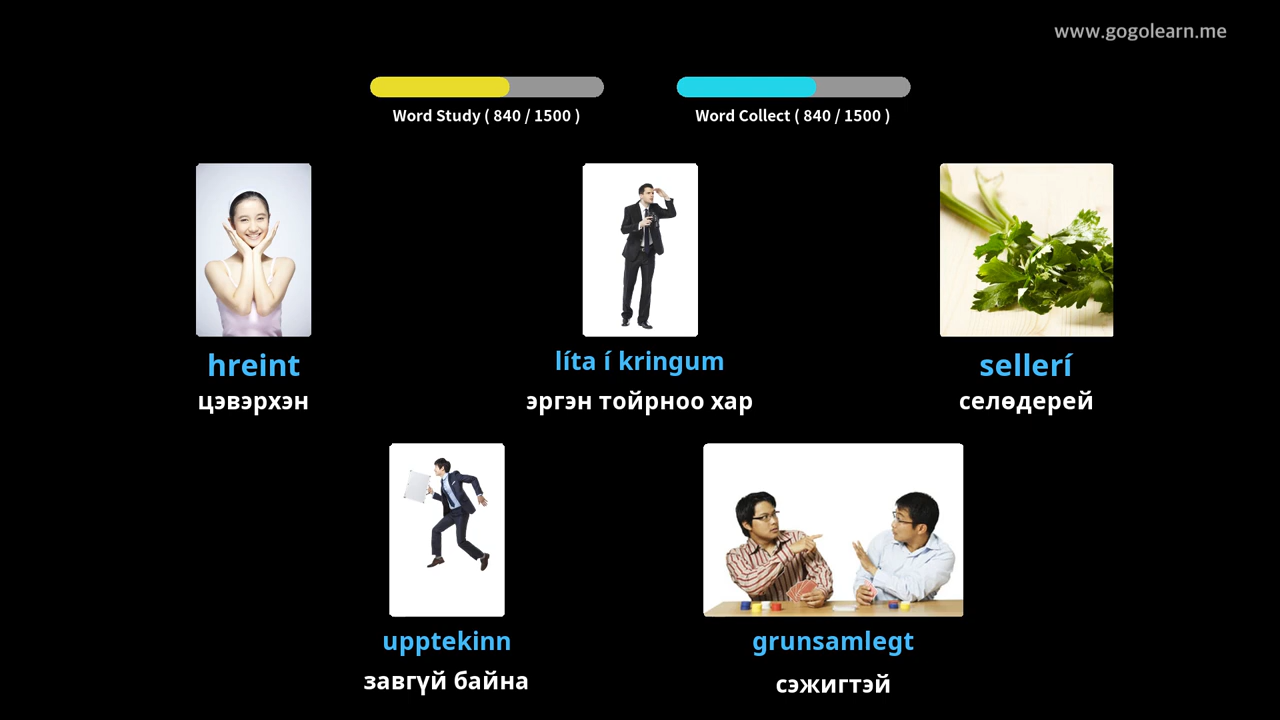 www.gogolearn.me
Word Study ( 840 / 1500 )
Word Collect ( 840 / 1500 )
hreint
цэвэрхэн
líta í kringum
эргэн тойрноо хар
sellerí
селөдерей
upptekinn
завгүй байна
grunsamlegt
сэжигтэй